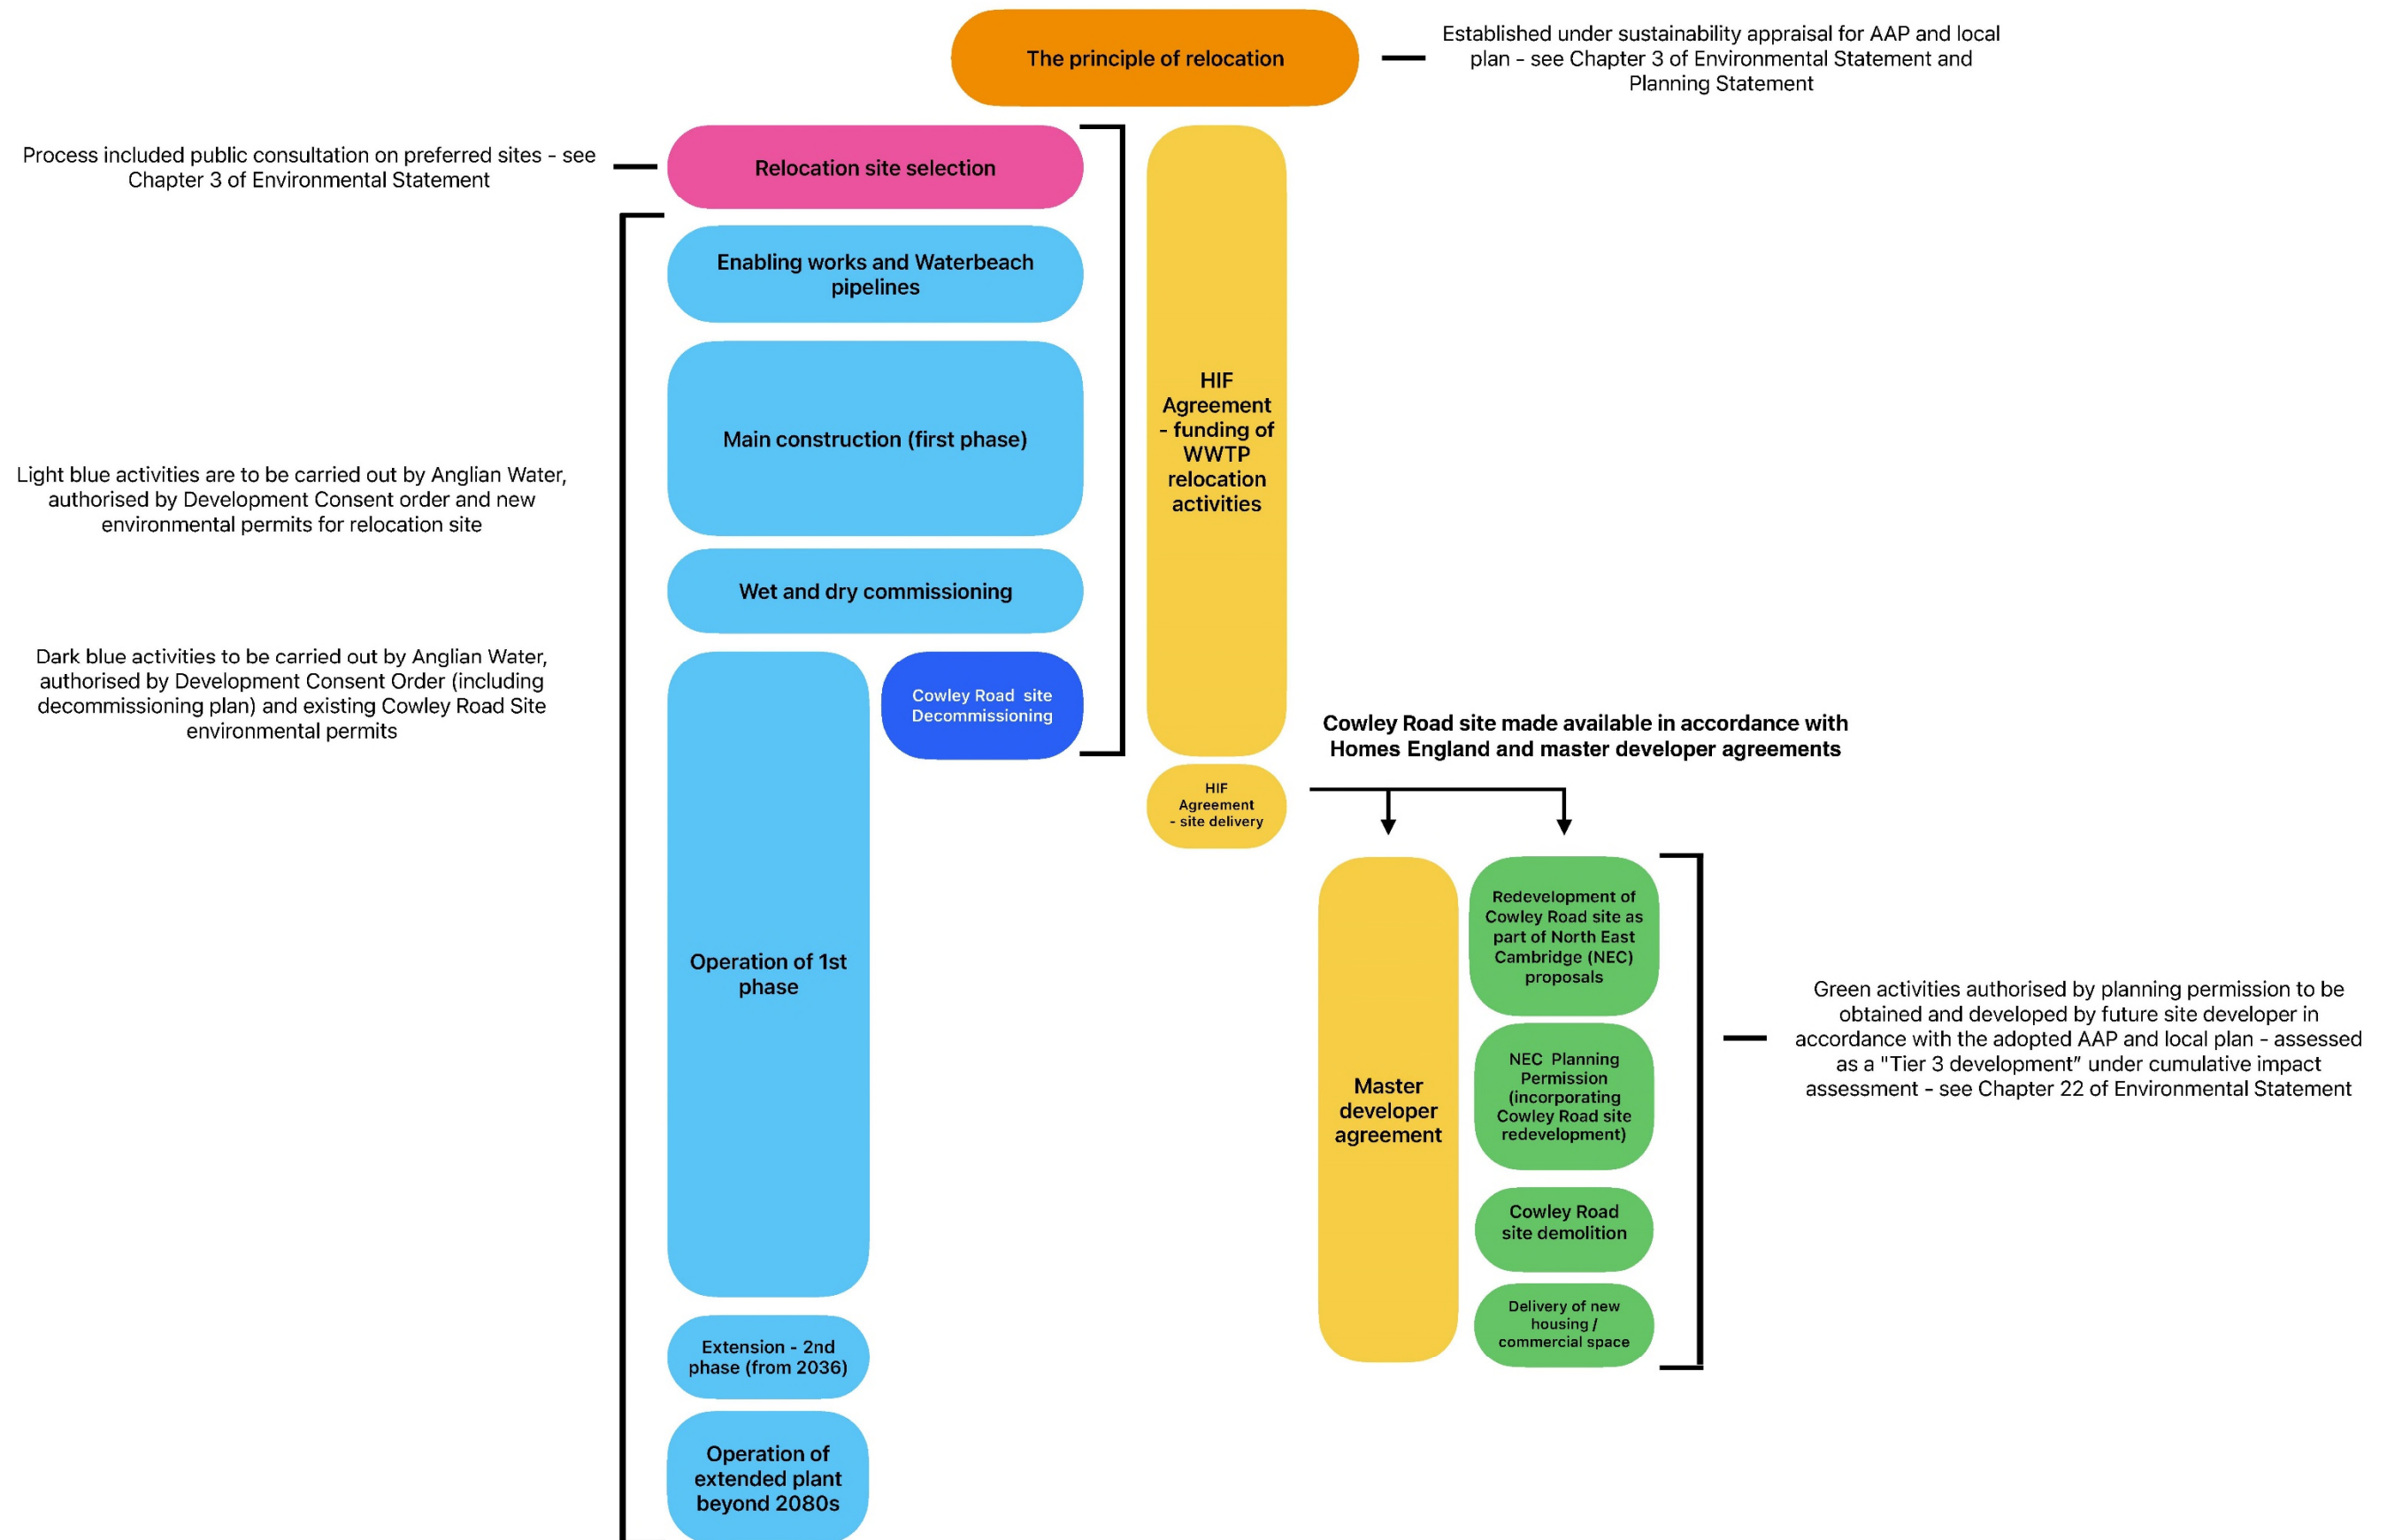 The principle of relocation
Established under sustainability appraisal for AAP and local
plan - see Chapter 3 of Environmental Statement and
Planning Statement
Process included public consultation on preferred sites - see
Chapter 3 of Environmental Statement
Relocation site selection
Enabling works and Waterbeach
pipelines
Main construction (first phase)
HIF
Agreement
- funding of
WWTP
relocation
activities
Light blue activities are to be carried out by Anglian Water,
authorised by Development Consent order and new
environmental permits for relocation site
Wet and dry commissioning
Dark blue activities to be carried out by Anglian Water,
authorised by Development Consent Order (including
decommissioning plan) and existing Cowley Road Site
environmental permits
Cowley Road site
Decommissioning
Cowley Road site made available in accordance with
Homes England and master developer agreements
HIF
Agreement
- site delivery
Operation of 1st
phase
Redevelopment of
Cowley Road site as
part of North East
Cambridge (NEC)
proposals
Master
developer
agreement
NEC Planning
Permission
(incorporating
Cowley Road site
redevelopment)
Green activities authorised by planning permission to be
obtained and developed by future site developer in
accordance with the adopted AAP and local plan - assessed
as a "Tier 3 development” under cumulative impact
assessment - see Chapter 22 of Environmental Statement
Cowley Road
site demolition
Delivery of new
housing /
commercial space
Extension - 2nd
phase (from 2036)
Operation of
extended plant
beyond 2080s